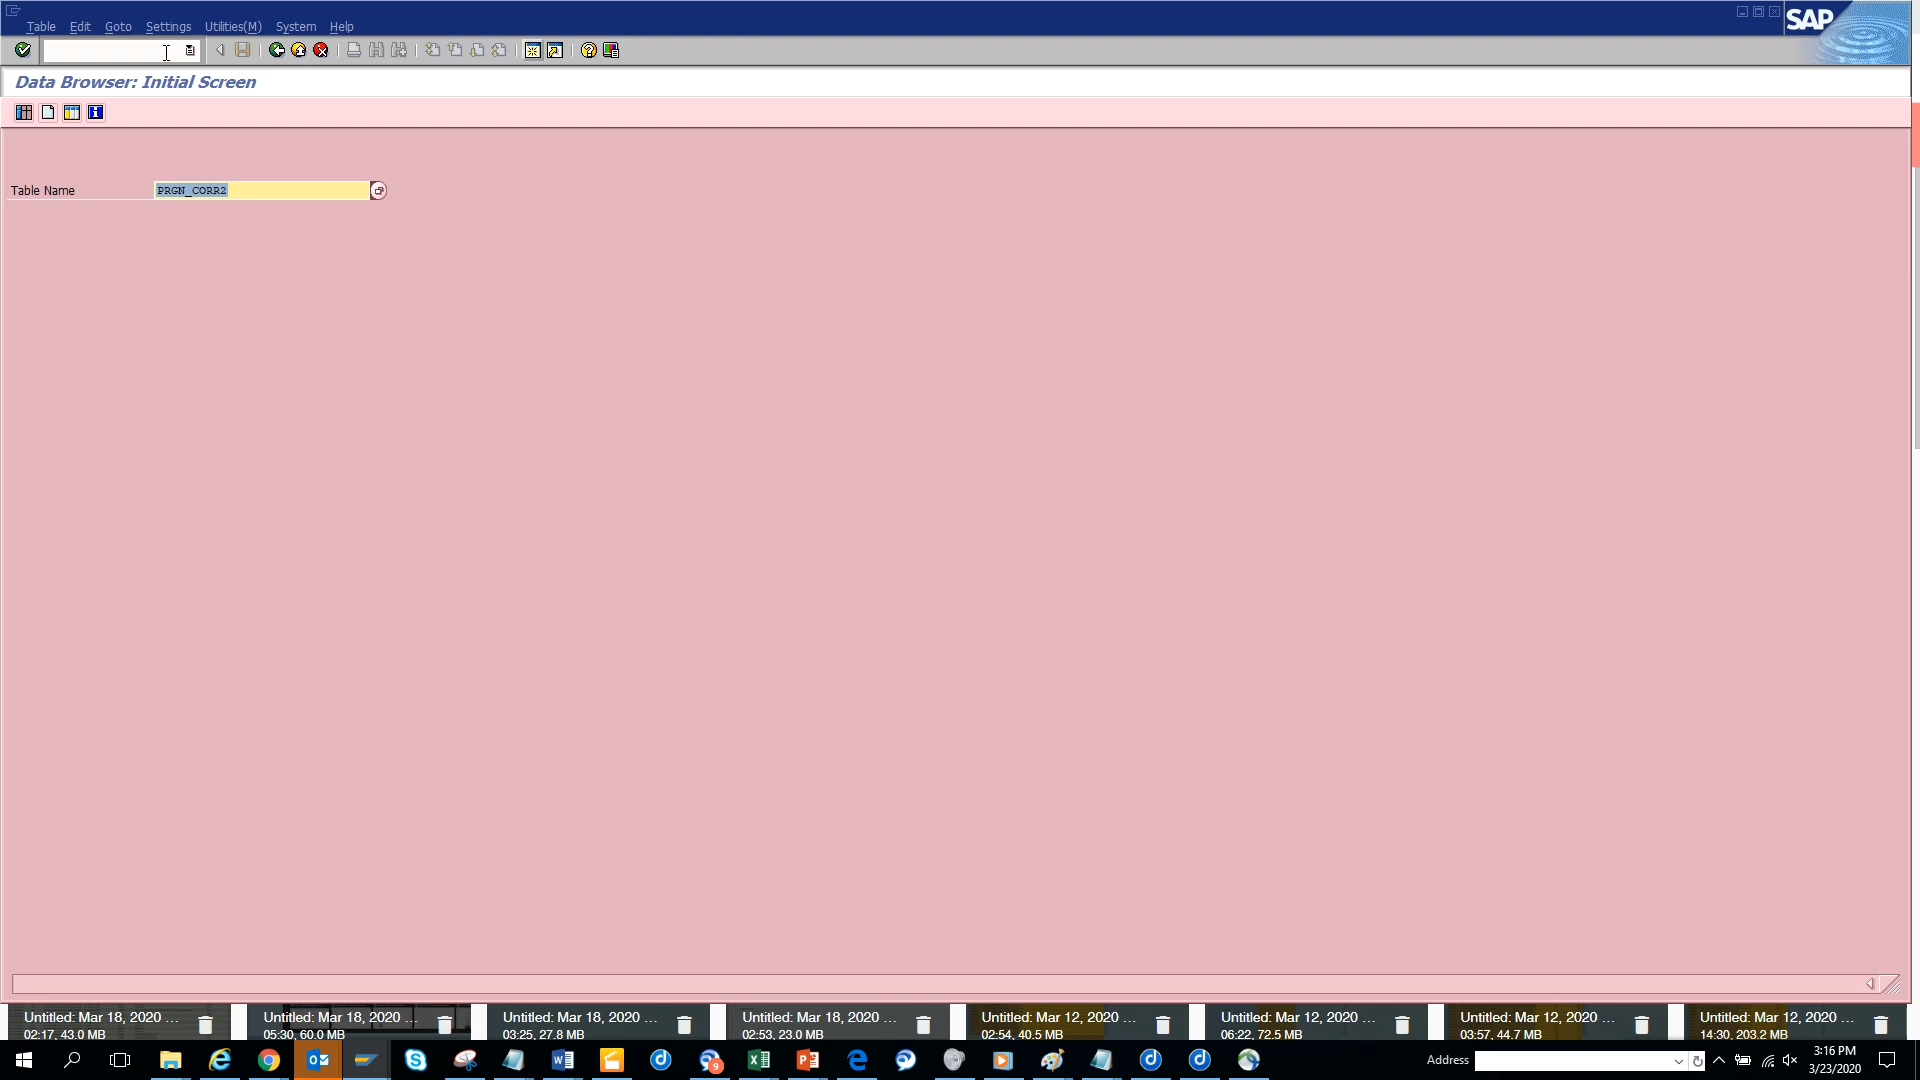 Table Edit Goto Settings Utilities(M) System Help
SAP
Data Browser: Initial Screen
Table Name PRGN_CORR2
Untitled: Mar 18, 2020 ... Untitled: Mar 18, 2020 ... Untitled: Mar 18, 2020 ... Untitled: Mar 18, 2020 ... Untitled: Mar 12, 2020 ... Untitled: Mar 12, 2020 ... Untitled: Mar 12, 2020 ... Untitled: Mar 12, 2020 ...
02:17, 43.0 MB 05:30, 60.0 MB 03:25, 27.8 MB 02:53, 23.0 MB 02:54, 40.5 MB 06:22, 72.5 MB 03:57, 44.7 MB 14:30, 203.2 MB
9
Address
3:16 PM
3/23/2020